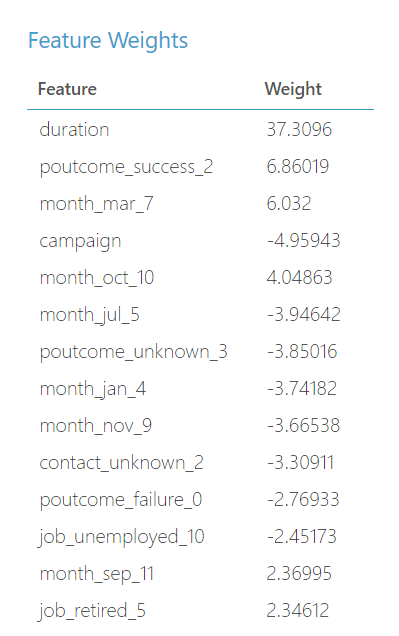 Feature Weights
Feature Weight
duration 37.3096
poutcome_success_2 6.86019
month_mar_7 6.032
campaign -4.95943
month_oct_10 4.04863
month_jul_5 -3.94642
poutcome_unknown_3 -3.85016
month_jan_4 -3.74182
month_nov_9 -3.66538
contact_unknown_2 -3.30911
poutcome_failure_0 -2.76933
job_unemployed_10 -2.45173
month_sep_11 2.36995
job_retired_5 2.34612